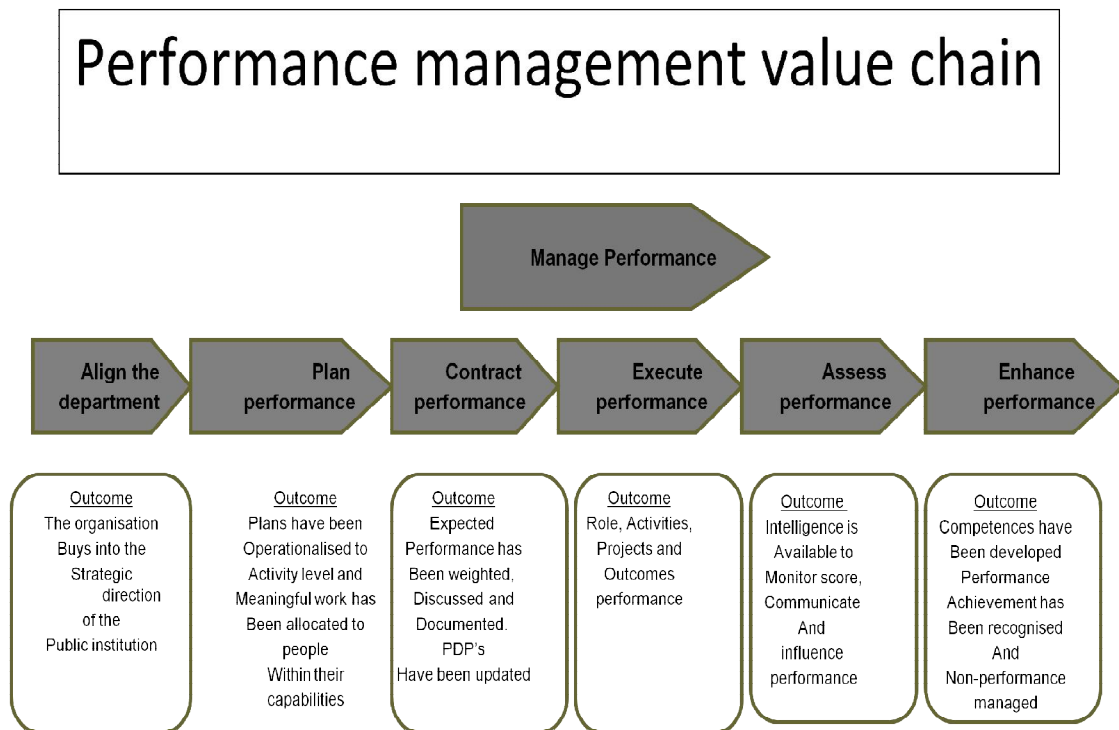 Performance management value chain
Manage Performance
Align the
department
Plan
performance
Contract
performance
Execute
performance
Assess
performance
Enhance
performance
Outcome
The organisation
Buys into the
Strategic
direction
of the
Public institution
Outcome
Plans have been
Operationalised to
Activity level and
Meaningful work has
Been allocated to
people
Within their
capabilities
Outcome
Expected
Performance has
Been weighted,
Discussed and
Documented.
PDP's
Have been updated
Outcome
Role, Activities,
Projects and
Outcomes
performance
Outcome
Intelligence is
Available to
Monitor score,
Communicate
And
influence
performance
Outcome
Competences have
Been developed
Performance
Achievement has
Been recognised
And
Non-performance
managed